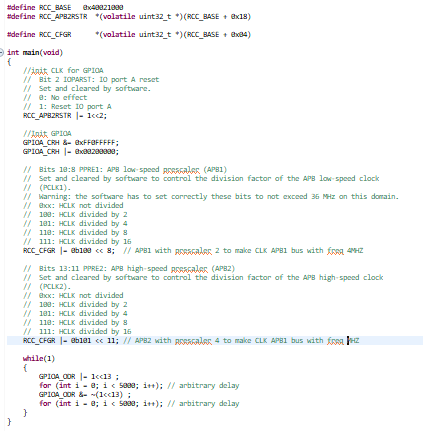 #define RCC_BASE   0x40021000
#define RCC_APB2RSTR  *(volatile uint32_t *)(RCC_BASE + 0x18)
#define RCC_CFGR      *(volatile uint32_t *)(RCC_BASE + 0x04)
int main(void)
{
    //init CLK for GPIOA
    //  Bit 2 IOPARST: IO port A reset
    //  Set and cleared by software.
    //  0: No effect
    //  1: Reset IO port A
    RCC_APB2RSTR |= 1<<2;
    //Init GPIOA
    GPIOA_CRH &= 0xFF0FFFFF;
    GPIOA_CRH |= 0x00200000;
    //  Bits 10:8 PPRE1: APB low-speed prescaler (APB1)
    //  Set and cleared by software to control the division factor of the APB low-speed clock
    //  (PCLK1).
    //  Warning: the software has to set correctly these bits to not exceed 36 MHz on this domain.
    //  0xx: HCLK not divided
    //  100: HCLK divided by 2
    //  101: HCLK divided by 4
    //  110: HCLK divided by 8
    //  111: HCLK divided by 16
    RCC_CFGR |= 0b100 << 8;  // APB1 with prescaler 2 to make CLK APB1 bus with freq 4MHZ
    //  Bits 13:11 PPRE2: APB high-speed prescaler (APB2)
    //  Set and cleared by software to control the division factor of the APB high-speed clock
    //  (PCLK2).
    //  0xx: HCLK not divided
    //  100: HCLK divided by 2
    //  101: HCLK divided by 4
    //  110: HCLK divided by 8
    //  111: HCLK divided by 16
    RCC_CFGR |= 0b101 << 11; // APB2 with prescaler 4 to make CLK APB1 bus with freq MHZ
    while(1)
    {
        GPIOA_ODR |= 1<<13 ;
        for (int i = 0; i < 5000; i++); // arbitrary delay
        GPIOA_ODR &= ~(1<<13) ;
        for (int i = 0; i < 5000; i++); // arbitrary delay
    }
}